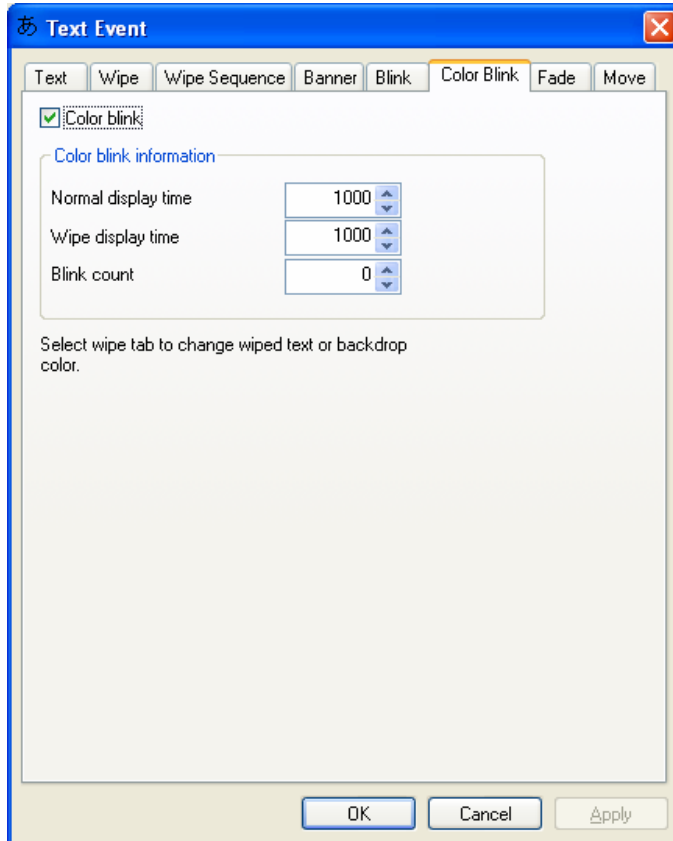 あ Text Event
Text Wipe Wipe Sequence Banner Blink Color Blink Fade Move
Color blink
Color blink information
Normal display time 1000
Wipe display time 1000
Blink count 0
Select wipe tab to change wiped text or backdrop
color.
OK Cancel Apply